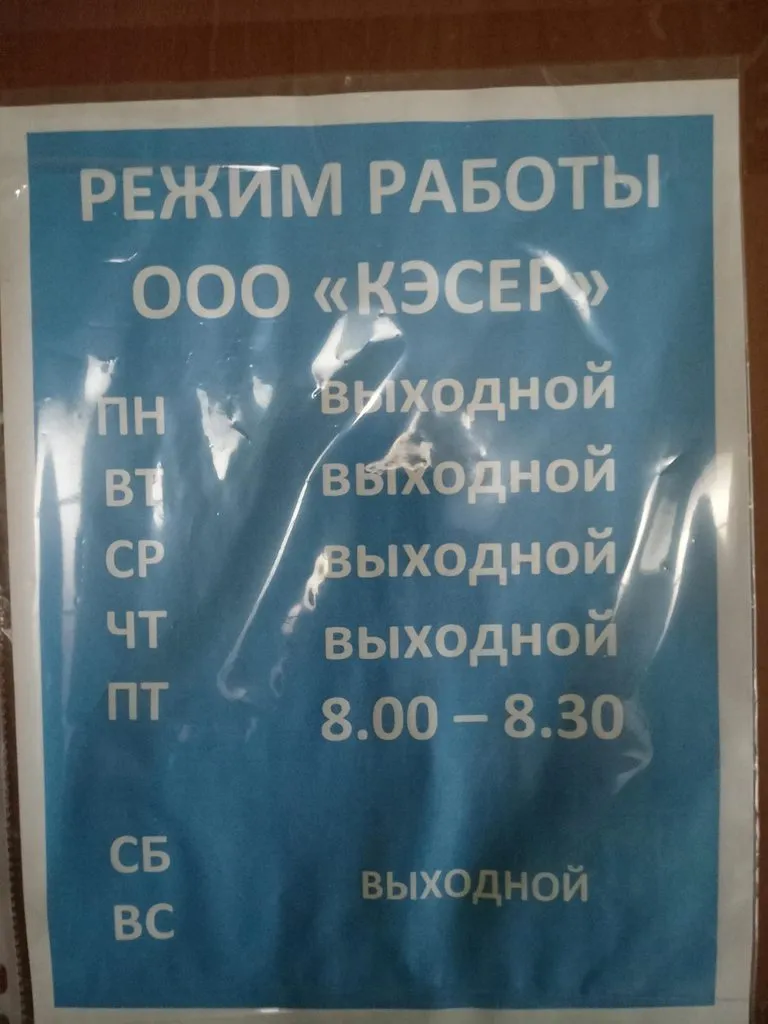 РЕЖИМ РАБОТЫ
ООО «КЭСЕР»
ПН выходной
ВТ выходной
СР выходной
ЧТ выходной
ПТ 8.00 – 8.30
СБ
выходной
ВС